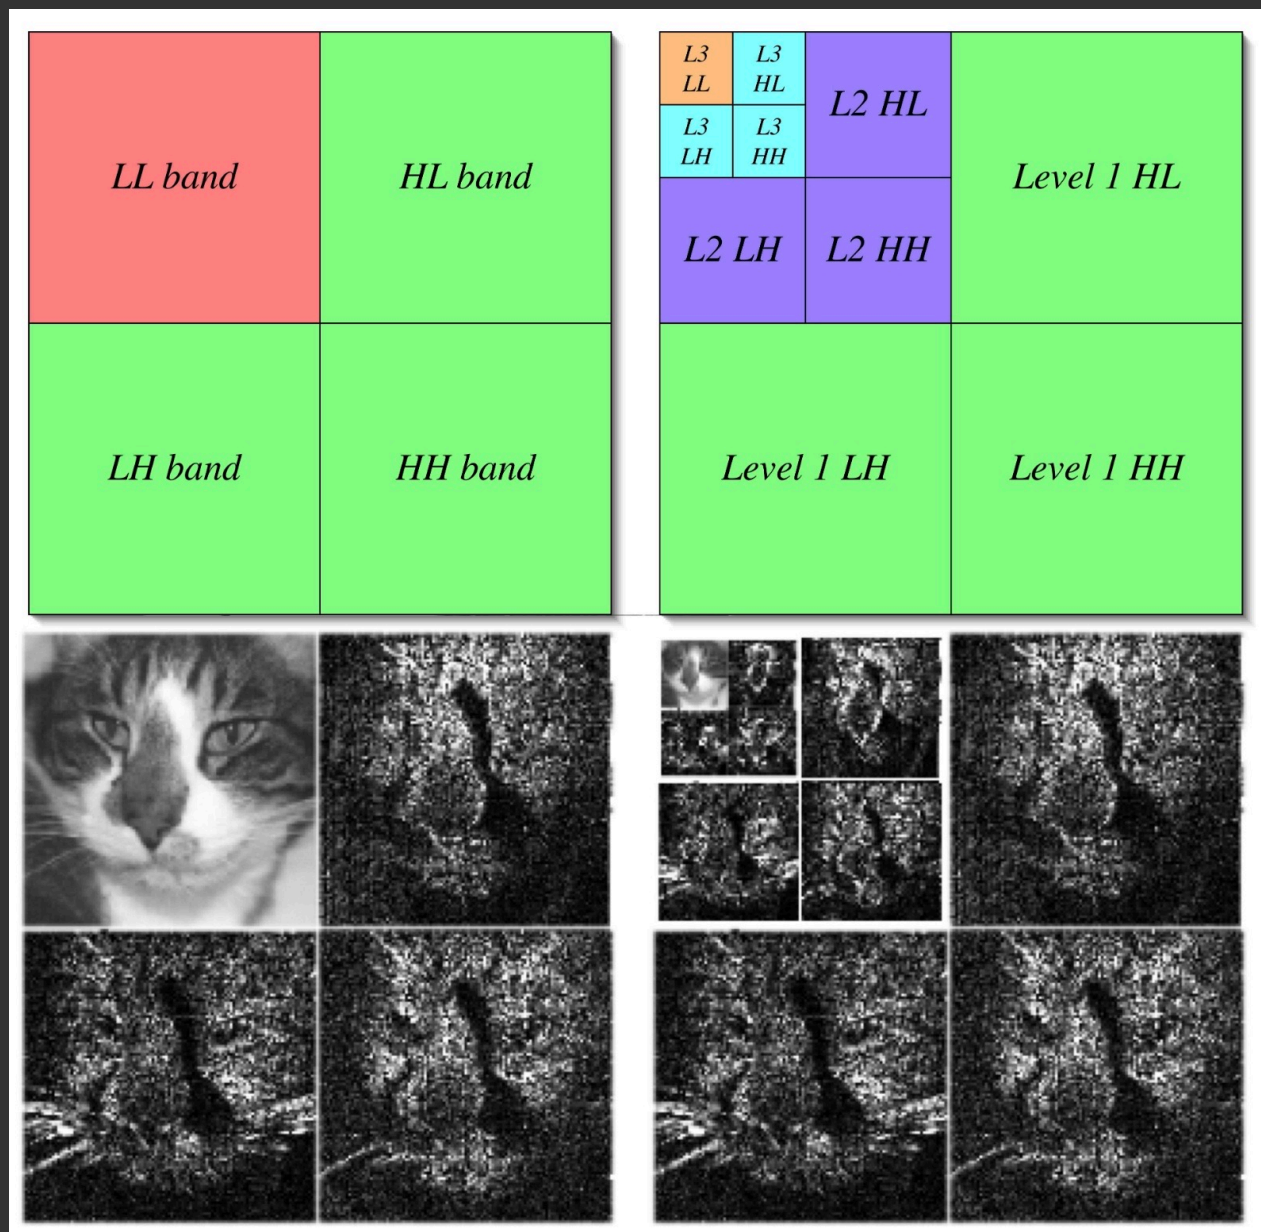 LL band
HL band
LH band
HH band
L3
LL
L3
HL
L3
LH
L3
HH
L2 HL
L2 LH
L2 HH
Level 1 HL
Level 1 LH
Level 1 HH